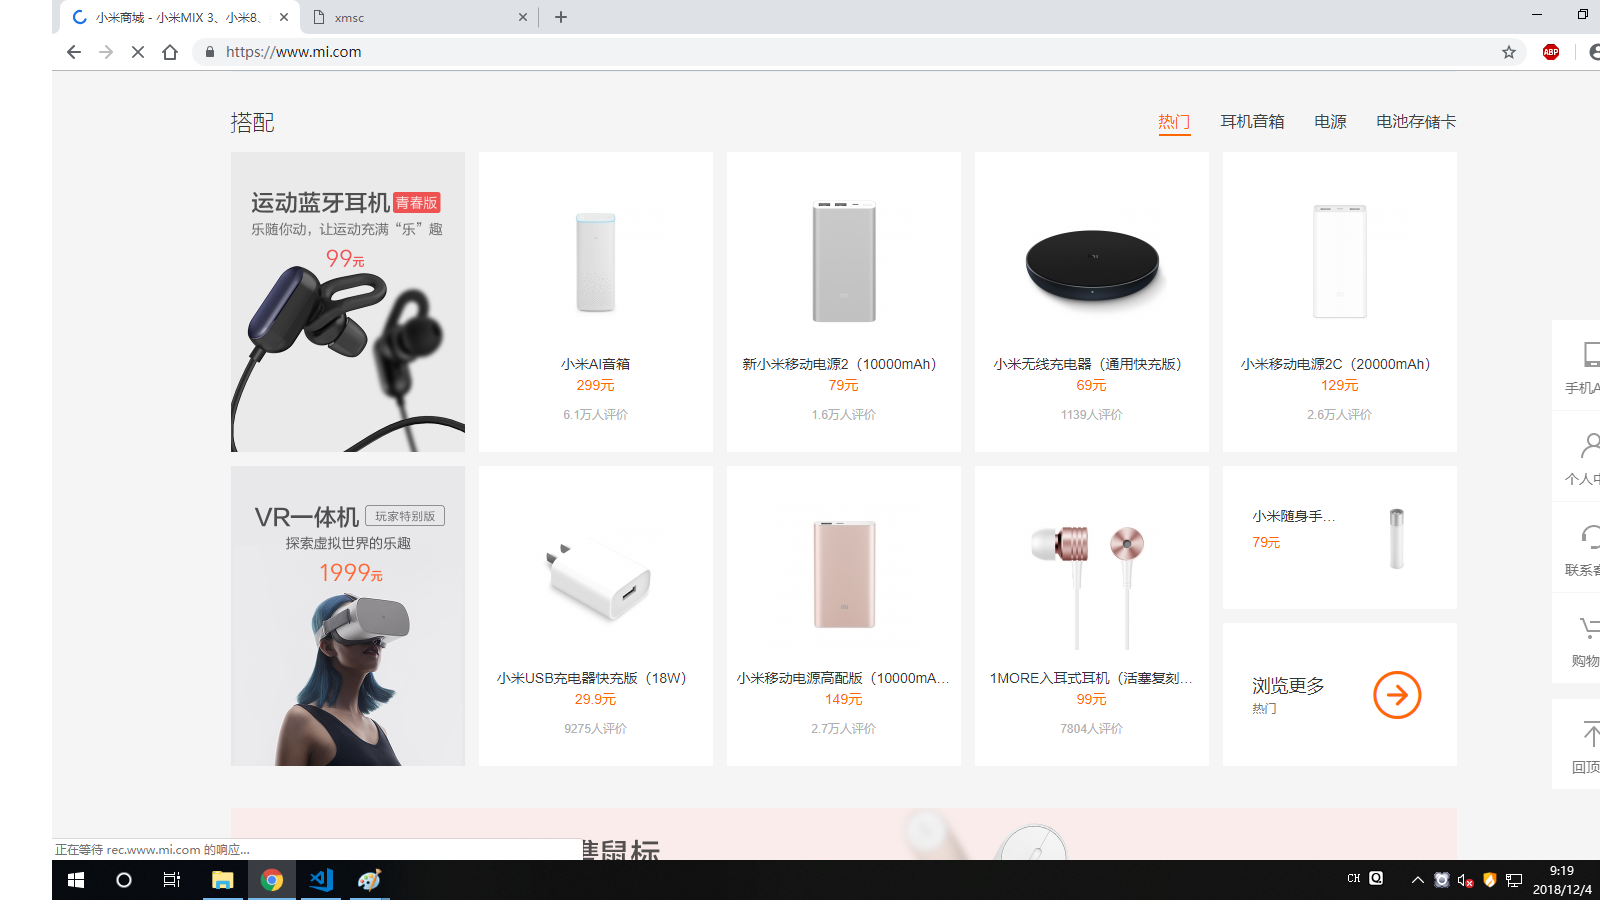 小米商城 - 小米MIX 3、小米8、
xmsc
https://www.mi.com
ABP
搭配
热门
耳机音箱
电源
电池存储卡
运动蓝牙耳机 青春版
乐随你动，让运动充满“乐”趣
99元
小米AI音箱
299元
6.1万人评价
新小米移动电源2（10000mAh）
79元
1.6万人评价
小米无线充电器（通用快充版）
69元
1139人评价
小米移动电源2C（20000mAh）
129元
2.6万人评价
VR一体机 玩家特别版
探索虚拟世界的乐趣
1999元
小米USB充电器快充版（18W）
29.9元
9275人评价
小米移动电源高配版（10000mA...
149元
2.7万人评价
1MORE入耳式耳机（活塞复刻...
99元
7804人评价
小米随身手...
79元
浏览更多
热门
手机A
个人中
联系客
购物
回顶
鼠标
正在等待 rec.www.mi.com 的响应...
CH
9:19
2018/12/4